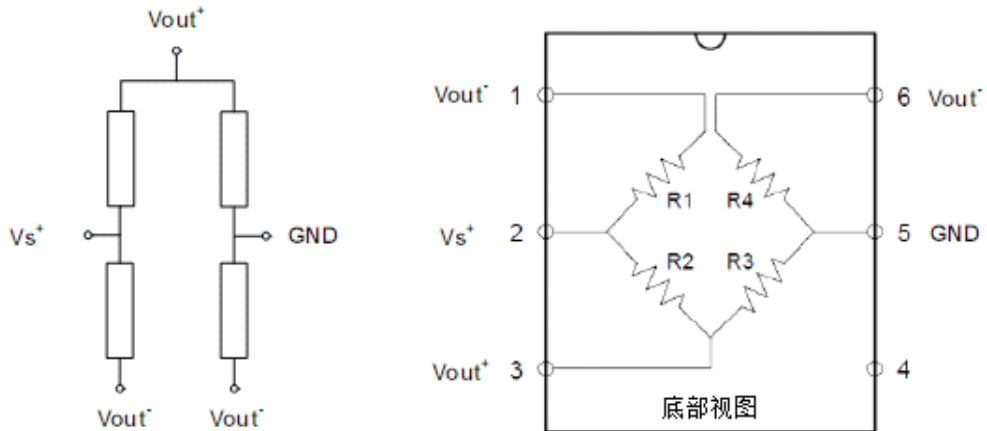 Vout⁺
Vs⁺
GND
Vout⁻
Vout⁻
Vout⁻ 1
6 Vout⁻
R1
R4
Vs⁺ 2
5 GND
R2
R3
Vout⁺ 3
4
底部视图